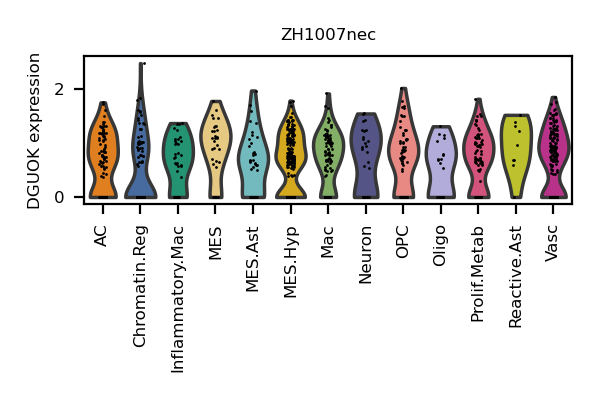 ZH1007nec
DGUOK expression
2
0
AC
Chromatin.Reg
Inflammatory.Mac
MES
MES.Ast
MES.Hyp
Mac
Neuron
OPC
Oligo
Prolif.Metab
Reactive.Ast
Vasc